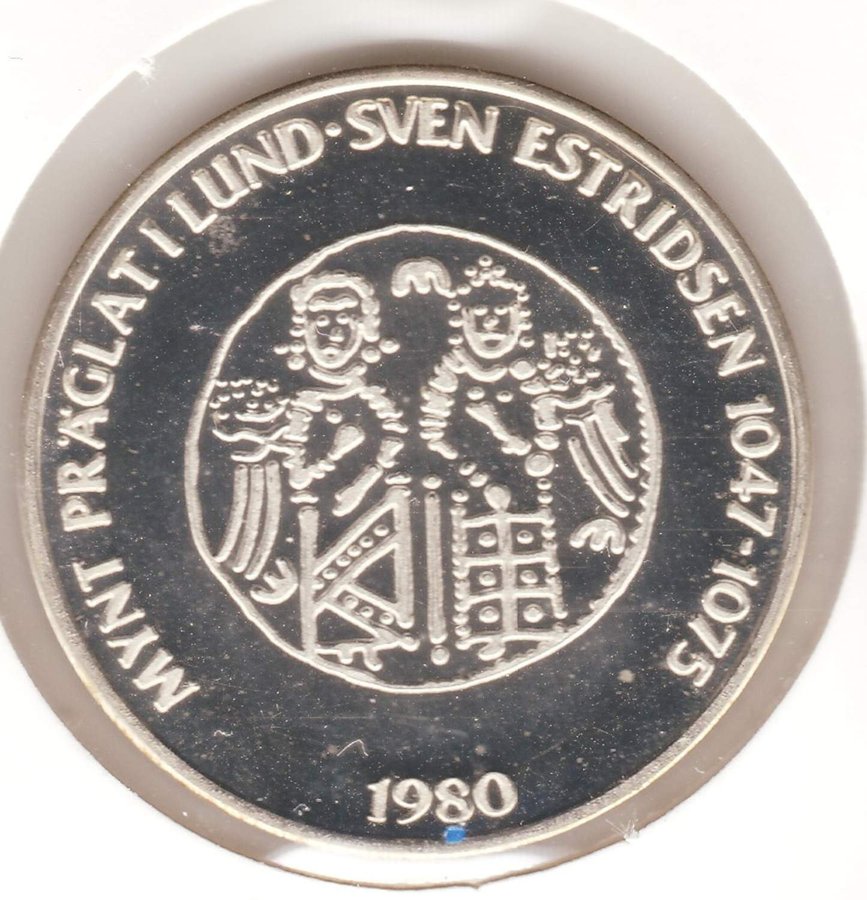 MYNT PRÄGLAT I LUND · SVEN ESTRIDSEN 1047-1075
1980